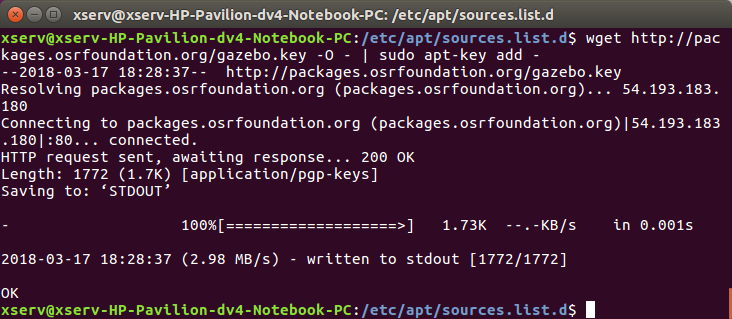 xserv@xserv-HP-Pavilion-dv4-Notebook-PC: /etc/apt/sources.list.d
xserv@xserv-HP-Pavilion-dv4-Notebook-PC:/etc/apt/sources.list.d$ wget http://pac
kages.osrfoundation.org/gazebo.key -O - | sudo apt-key add -
--2018-03-17 18:28:37--  http://packages.osrfoundation.org/gazebo.key
Resolving packages.osrfoundation.org (packages.osrfoundation.org)... 54.193.183.
180
Connecting to packages.osrfoundation.org (packages.osrfoundation.org)|54.193.183
.180|:80... connected.
HTTP request sent, awaiting response... 200 OK
Length: 1772 (1.7K) [application/pgp-keys]
Saving to: ‘STDOUT’
-                   100%[===================>]   1.73K  --.-KB/s    in 0.001s
2018-03-17 18:28:37 (2.98 MB/s) - written to stdout [1772/1772]
OK
xserv@xserv-HP-Pavilion-dv4-Notebook-PC:/etc/apt/sources.list.d$